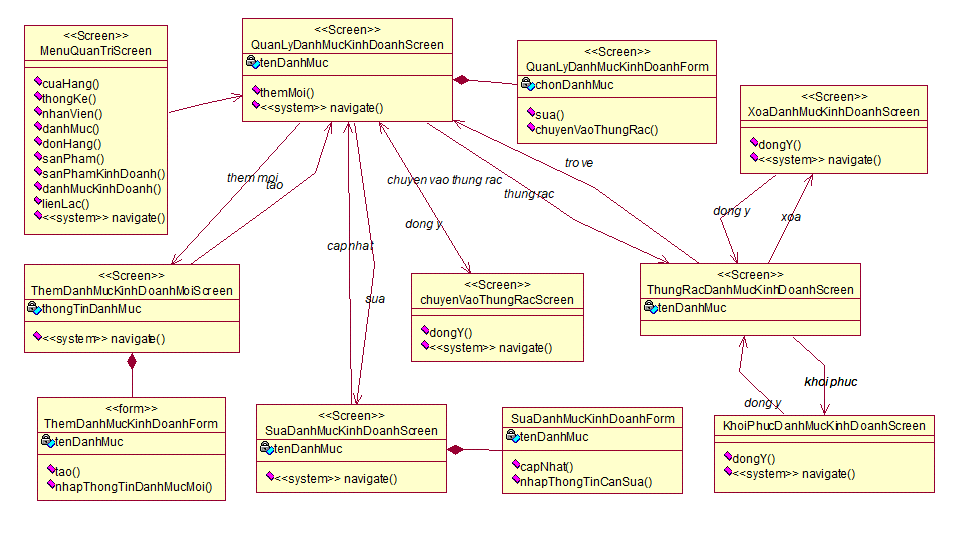 <<Screen>>
MenuQuanTriScreen
cuaHang()
thongKe()
nhanVien()
danhMuc()
donHang()
sanPham()
sanPhamKinhDoanh()
danhMucKinhDoanh()
lienLac()
<<system>> navigate()
<<Screen>>
QuanLyDanhMucKinhDoanhScreen
tenDanhMuc
themMoi()
<<system>> navigate()
<<Screen>>
QuanLyDanhMucKinhDoanhForm
chonDanhMuc
sua()
chuyenVaoThungRac()
<<Screen>>
XoaDanhMucKinhDoanhScreen
dongY()
<<system>> navigate()
them moi
tao
cap nhat
sua
chuyen vao thung rac
dong y
thung rac
tro ve
dong y
xoa
<<Screen>>
ThemDanhMucKinhDoanhMoiScreen
thongTinDanhMuc
<<system>> navigate()
<<Screen>>
chuyenVaoThungRacScreen
dongY()
<<system>> navigate()
<<Screen>>
ThungRacDanhMucKinhDoanhScreen
tenDanhMuc
khoi phuc
dong y
<<form>>
ThemDanhMucKinhDoanhForm
tenDanhMuc
tao()
nhapThongTinDanhMucMoi()
<<Screen>>
SuaDanhMucKinhDoanhScreen
tenDanhMuc
<<system>> navigate()
SuaDanhMucKinhDoanhForm
tenDanhMuc
capNhat()
nhapThongTinCanSua()
KhoiPhucDanhMucKinhDoanhScreen
dongY()
<<system>> navigate()